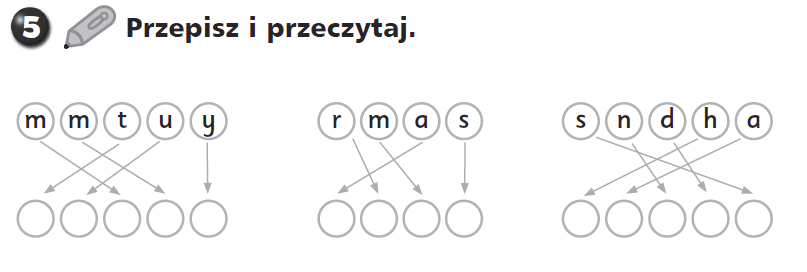 5 Przepisz i przeczytaj.
m m t u y r m a s s n d h a